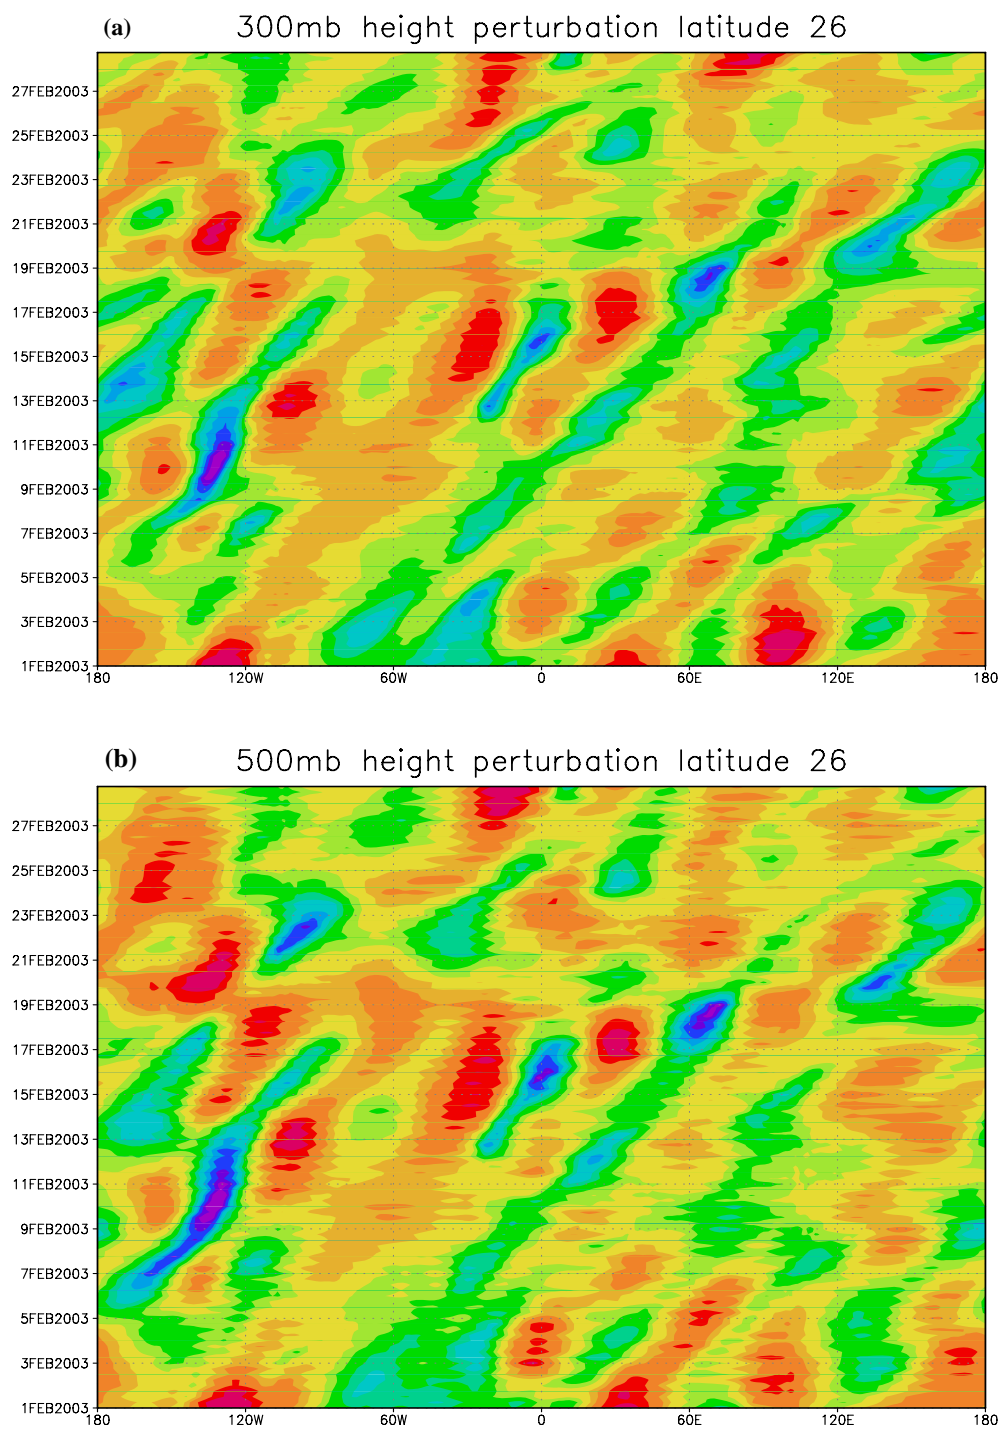 (a) 300mb height perturbation latitude 26
27FEB2003
25FEB2003
23FEB2003
21FEB2003
19FEB2003
17FEB2003
15FEB2003
13FEB2003
11FEB2003
9FEB2003
7FEB2003
5FEB2003
3FEB2003
1FEB2003
180 120W 60W 0 60E 120E 180
(b) 500mb height perturbation latitude 26
27FEB2003
25FEB2003
23FEB2003
21FEB2003
19FEB2003
17FEB2003
15FEB2003
13FEB2003
11FEB2003
9FEB2003
7FEB2003
5FEB2003
3FEB2003
1FEB2003
180 120W 60W 0 60E 120E 180